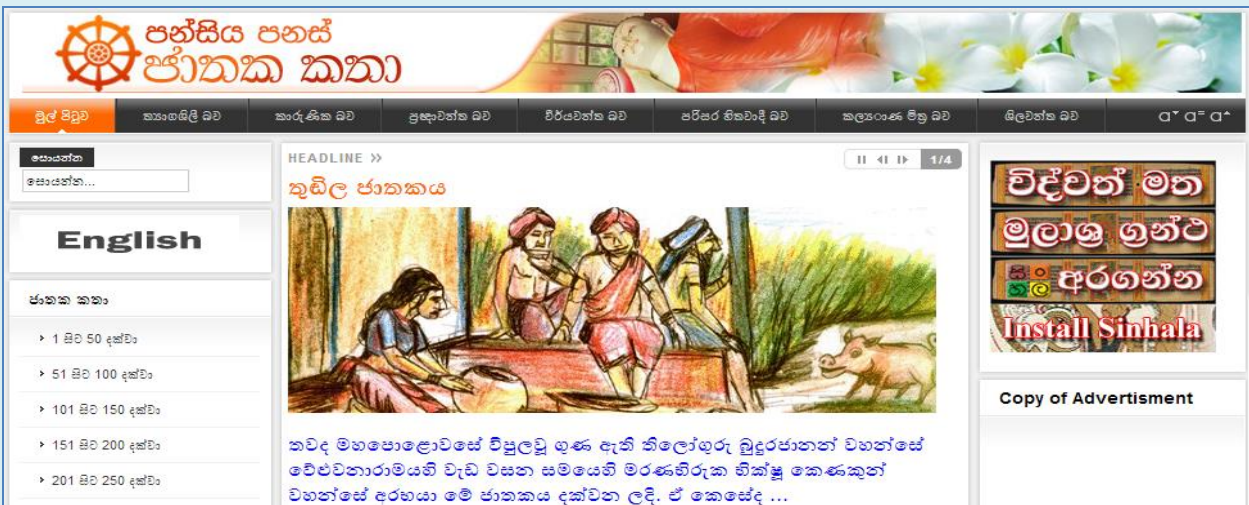 පන්සිය පනස්
ජාතක කතා
මුල් පිටුව
ත්‍යාගශීලී බව
කාරුණික බව
ප්‍රඥාවන්ත බව
වීර්යවන්ත බව
පරිසර හිතවාදී බව
කල්‍යාණ මිත්‍ර බව
ශීලවන්ත බව
සොයන්න
සොයන්න...
English
ජාතක කතා
1 සිට 50 දක්වා
51 සිට 100 දක්වා
101 සිට 150 දක්වා
151 සිට 200 දක්වා
201 සිට 250 දක්වා
HEADLINE »
1/4
තුඬිල ජාතකය
තවද මහපොළොවසේ විපුලවූ ගුණ ඇති තිලෝගුරු බුදුරජානන් වහන්සේ
වේළුවනාරාමයෙහි වැඩ වසන සමයෙහි මරණභීරුක භික්ෂූ කෙණකුන්
වහන්සේ අරභයා මේ ජාතකය දක්වන ලදි. ඒ කෙසේද ...
විද්වත් මත
මූලාශ්‍ර ග්‍රන්ථ
සිංහල අරගන්න
Install Sinhala
Copy of Advertisment